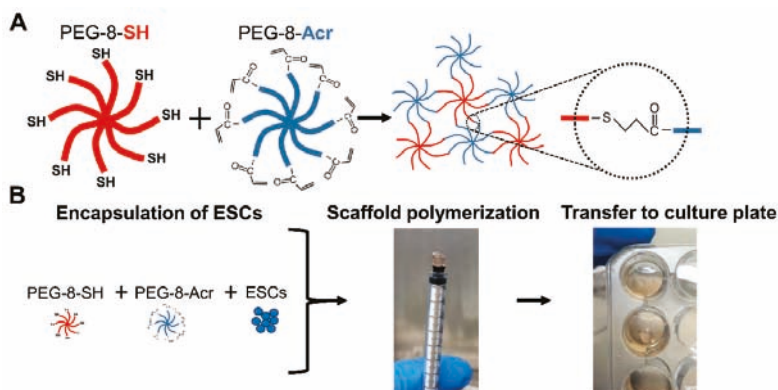 A
PEG-8-SH
PEG-8-Acr
SH
SH
SH
SH
SH
SH
SH
SH
+
C
O
C
O
C
O
C
O
C
O
C
O
C
O
C
O
S
O
C
B
Encapsulation of ESCs
Scaffold polymerization
Transfer to culture plate
PEG-8-SH + PEG-8-Acr + ESCs